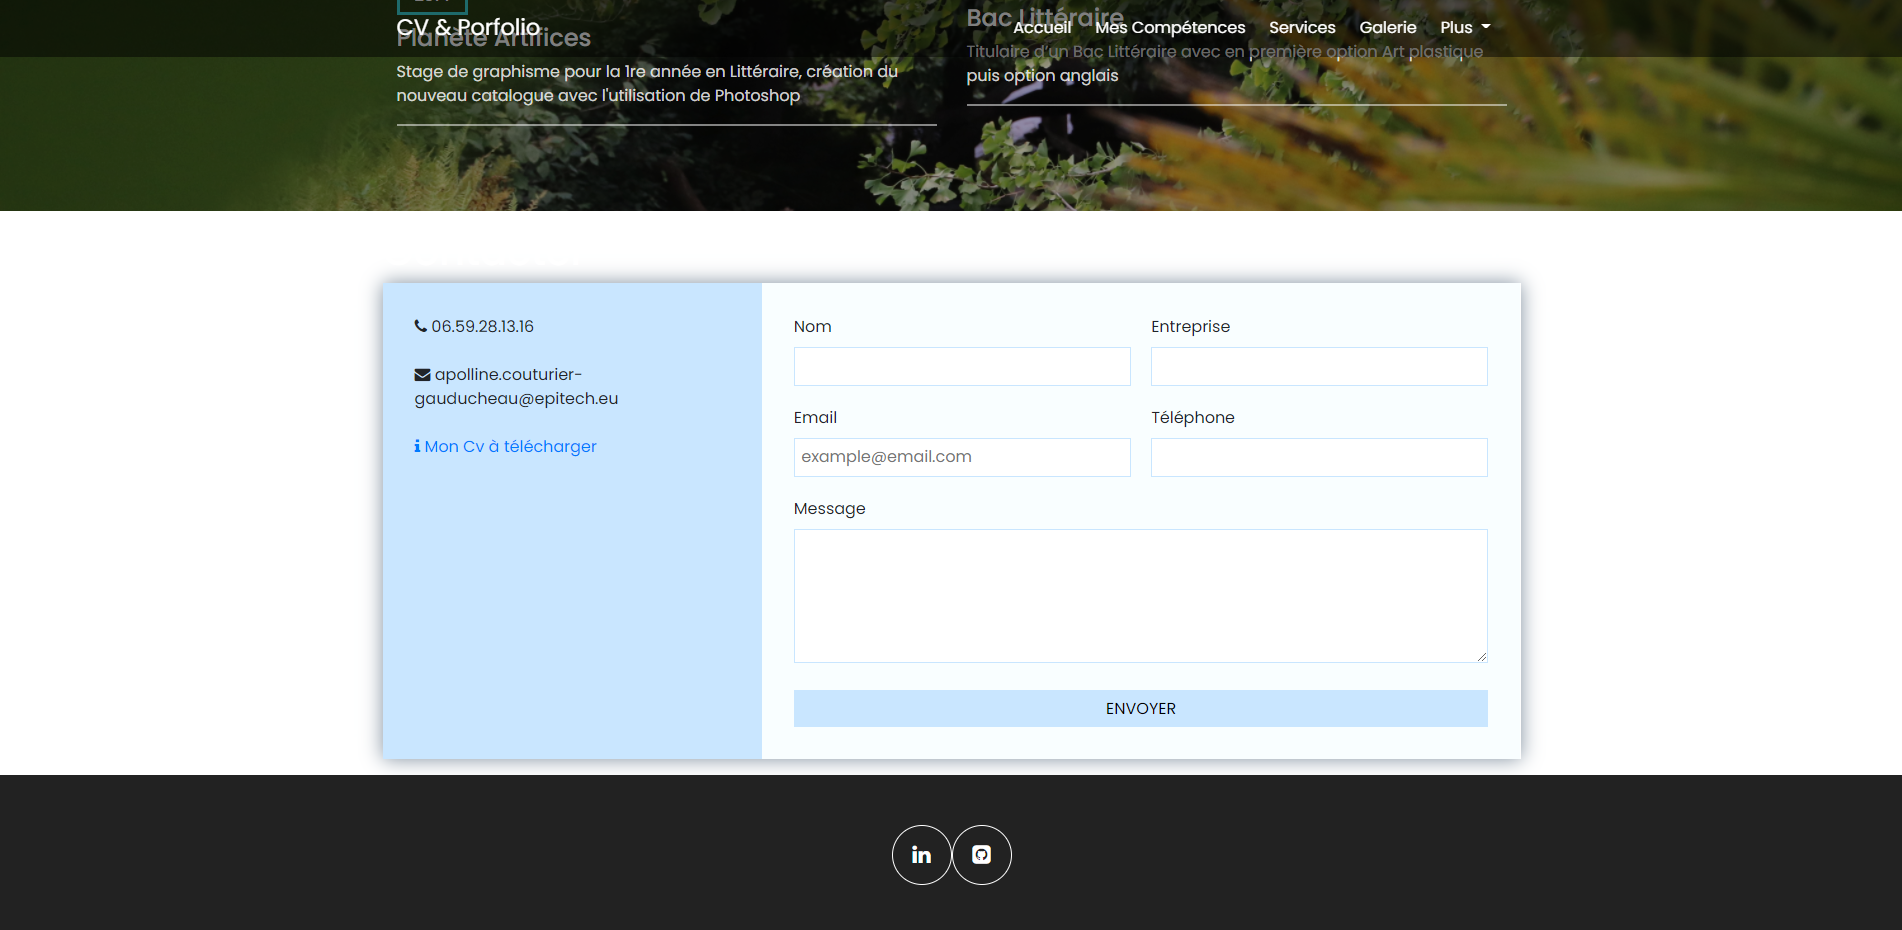 CV & Porfolio
Accueil Mes Compétences Services Galerie Plus
Planète Artifices
Stage de graphisme pour la 1re année en Littéraire, création du
nouveau catalogue avec l'utilisation de Photoshop
Bac Littéraire
Titulaire d'un Bac Littéraire avec en première option Art plastique
puis option anglais
06.59.28.13.16
apolline.couturier-
gauducheau@epitech.eu
Mon Cv à télécharger
Nom
Entreprise
Email
Téléphone
example@email.com
Message
ENVOYER
in